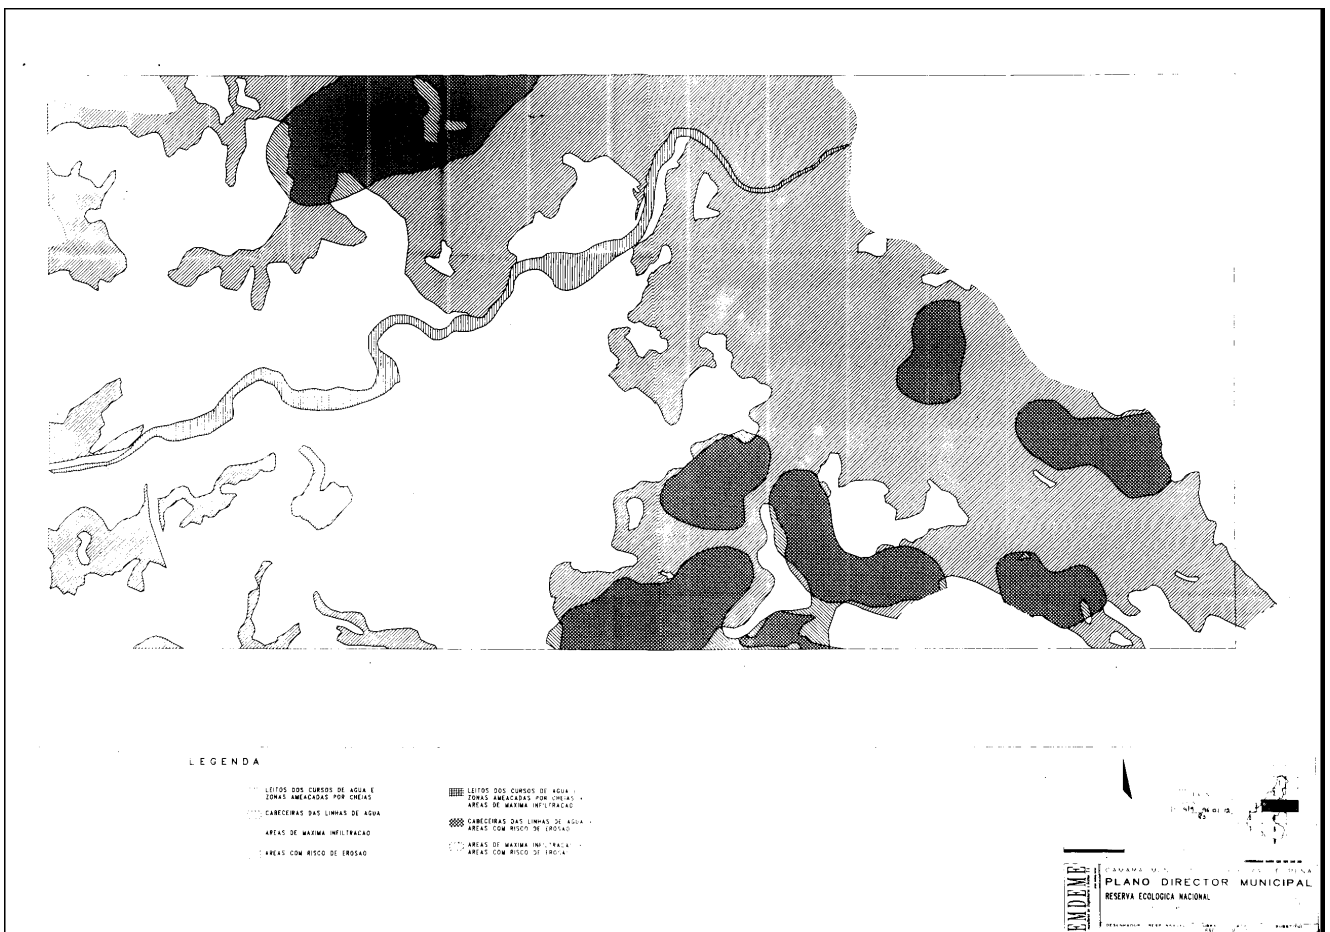 LEGENDA
LEITOS DOS CURSOS DE AGUA E
ZONAS AMEACADAS POR CHEIAS
CABECEIRAS DAS LINHAS DE AGUA
AREAS DE MAXIMA INFILTRACAO
AREAS COM RISCO DE EROSAO
LEITOS DOS CURSOS DE AGUA
ZONAS AMEACADAS POR CHEIAS +
AREAS DE MAXIMA INFILTRACAO
CABECEIRAS DAS LINHAS DE AGUA +
AREAS COM RISCO DE EROSAO
AREAS DE MAXIMA INFILTRACAO +
AREAS COM RISCO DE EROSA
EMDEME
CAMARA
PLANO DIRECTOR MUNICIPAL
RESERVA ECOLOGICA NACIONAL